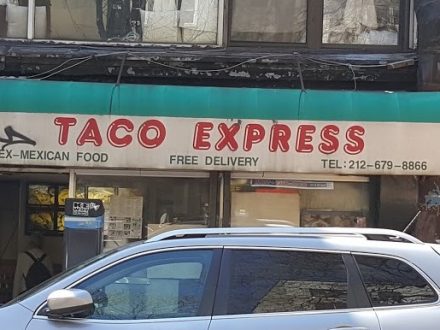 TACO EXPRESS
EX-MEXICAN FOOD FREE DELIVERY TEL: 212-679-8866